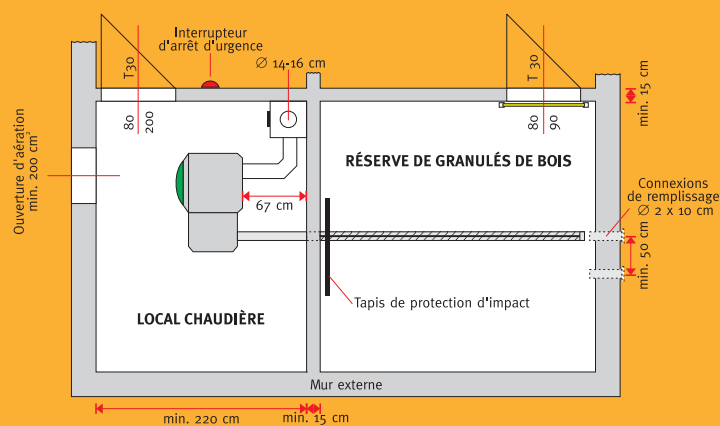 Interrupteur
d'arrêt d'urgence
Ø 14-16 cm
T30
80
200
T 30
80
90
min. 15 cm
Ouverture d'aération
min. 200 cm²
RÉSERVE DE GRANULÉS DE BOIS
67 cm
Connexions
de remplissage
Ø 2 x 10 cm
min. 50 cm
Tapis de protection d'impact
LOCAL CHAUDIÈRE
Mur externe
min. 220 cm
min. 15 cm